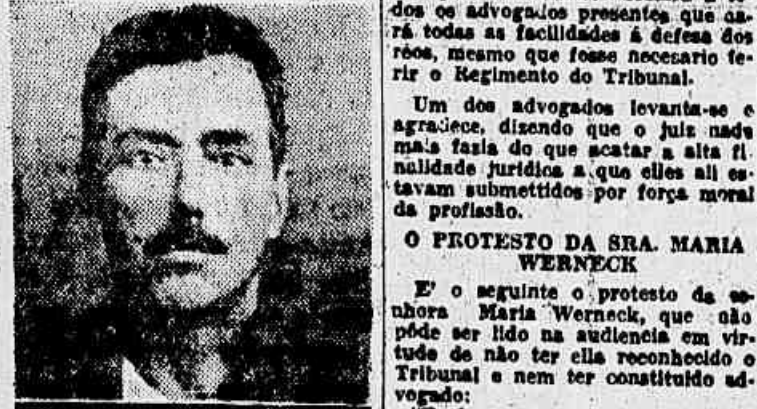 dos os advogados presentes que da-
rá todas as facilidades á defesa dos
réos, mesmo que fosse necesario fe-
rir o Regimento do Tribunal.
Um dos advogados levanta-se e
agradece, dizendo que o juiz nada
mais fazia do que acatar a alta fi-
nalidade juridica a que elles ali es-
tavam submettidos por força moral
da profissão.
O PROTESTO DA SRA. MARIA
WERNECK
E' o seguinte o protesto da se-
nhora Maria Werneck, que não
póde ser lido na audiencia em vir-
tude de não ter ella reconhecido o
Tribunal e nem ter constituido ad-
vogado: